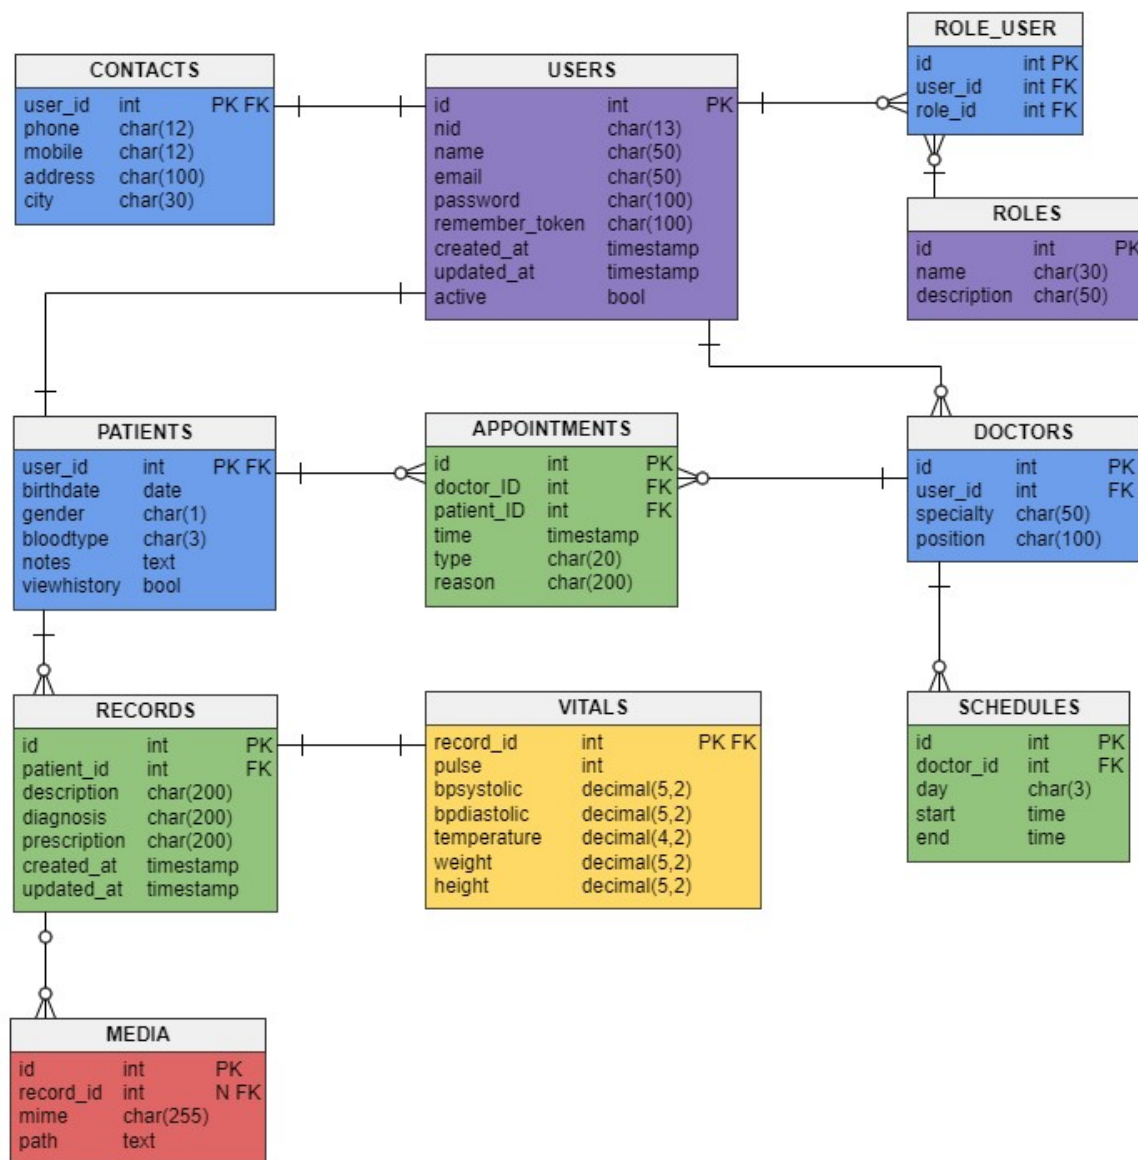 CONTACTS
user_id int PK FK
phone char(12)
mobile char(12)
address char(100)
city char(30)
USERS
id int PK
nid char(13)
name char(50)
email char(50)
password char(100)
remember_token char(100)
created_at timestamp
updated_at timestamp
active bool
ROLE_USER
id int PK
user_id int FK
role_id int FK
ROLES
id int PK
name char(30)
description char(50)
PATIENTS
user_id int PK FK
birthdate date
gender char(1)
bloodtype char(3)
notes text
viewhistory bool
APPOINTMENTS
id int PK
doctor_ID int FK
patient_ID int FK
time timestamp
type char(20)
reason char(200)
DOCTORS
id int PK
user_id int FK
specialty char(50)
position char(100)
RECORDS
id int PK
patient_id int FK
description char(200)
diagnosis char(200)
prescription char(200)
created_at timestamp
updated_at timestamp
VITALS
record_id int PK FK
pulse int
bpsystolic decimal(5,2)
bpdiastolic decimal(5,2)
temperature decimal(4,2)
weight decimal(5,2)
height decimal(5,2)
SCHEDULES
id int PK
doctor_id int FK
day char(3)
start time
end time
MEDIA
id int PK
record_id int N FK
mime char(255)
path text